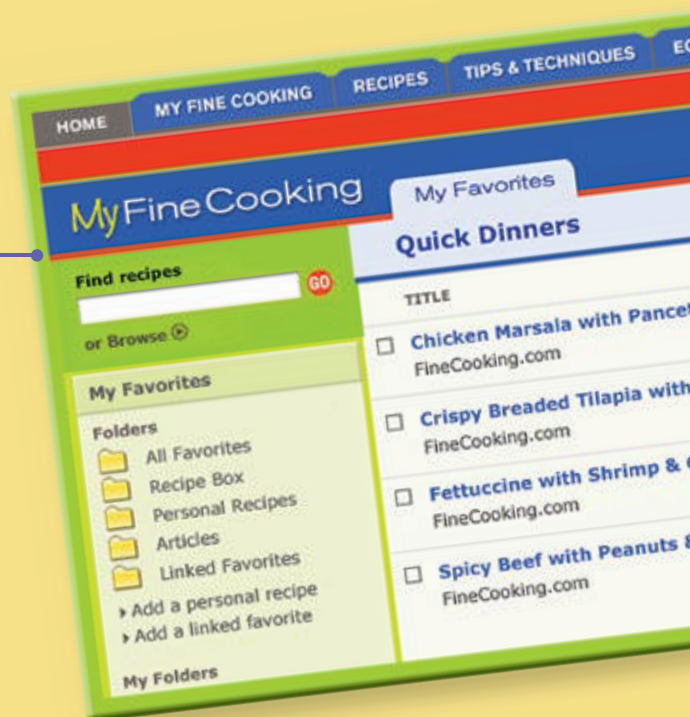 HOME MY FINE COOKING RECIPES TIPS & TECHNIQUES
MyFineCooking
My Favorites
Quick Dinners
Find recipes
GO
or Browse
TITLE
Chicken Marsala with
FineCooking.com
Crispy Breaded Tilapia with
FineCooking.com
Fettuccine with Shrimp &
FineCooking.com
Spicy Beef with Peanuts &
FineCooking.com
My Favorites
Folders
All Favorites
Recipe Box
Personal Recipes
Articles
Linked Favorites
Add a personal recipe
Add a linked favorite
My Folders